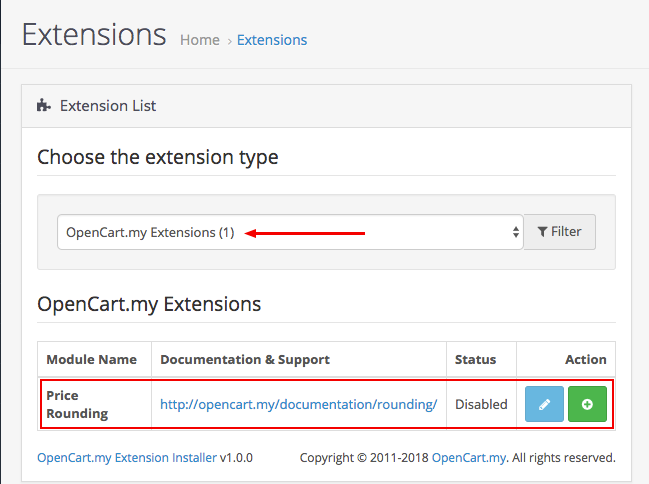 Extensions Home › Extensions
Extension List
Choose the extension type
OpenCart.my Extensions (1) Filter
OpenCart.my Extensions
Module Name Documentation & Support Status Action
Price
Rounding
http://opencart.my/documentation/rounding/ Disabled
OpenCart.my Extension Installer v1.0.0 Copyright © 2011-2018 OpenCart.my. All rights reserved.